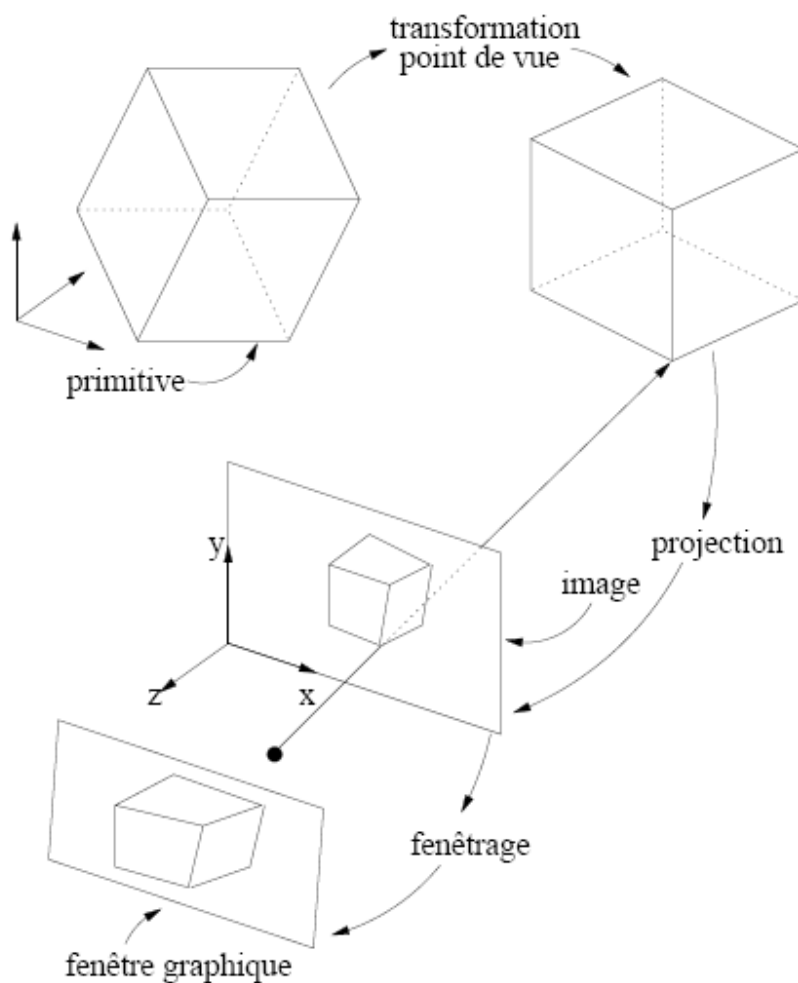 transformation
point de vue
primitive
projection
image
y
z
x
fenêtrage
fenêtre graphique